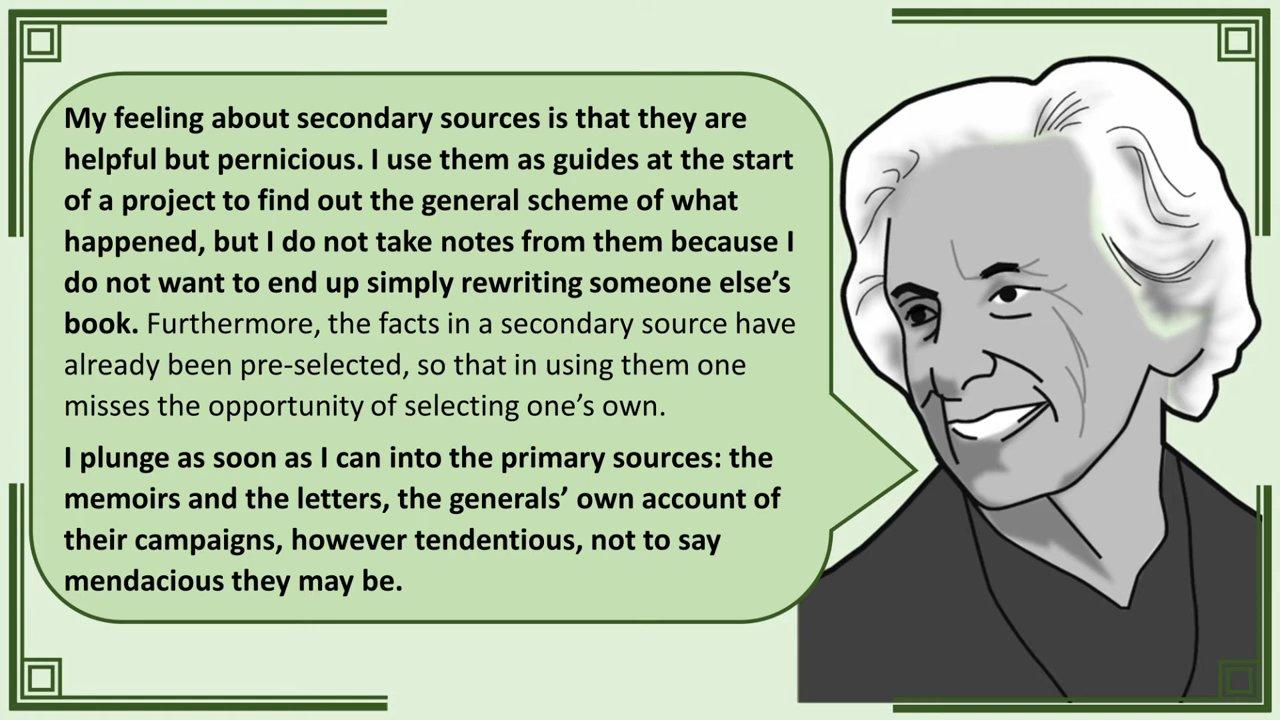 My feeling about secondary sources is that they are
helpful but pernicious. I use them as guides at the start
of a project to find out the general scheme of what
happened, but I do not take notes from them because I
do not want to end up simply rewriting someone else’s
book. Furthermore, the facts in a secondary source have
already been pre-selected, so that in using them one
misses the opportunity of selecting one’s own.
I plunge as soon as I can into the primary sources: the
memoirs and the letters, the generals’ own account of
their campaigns, however tendentious, not to say
mendacious they may be.